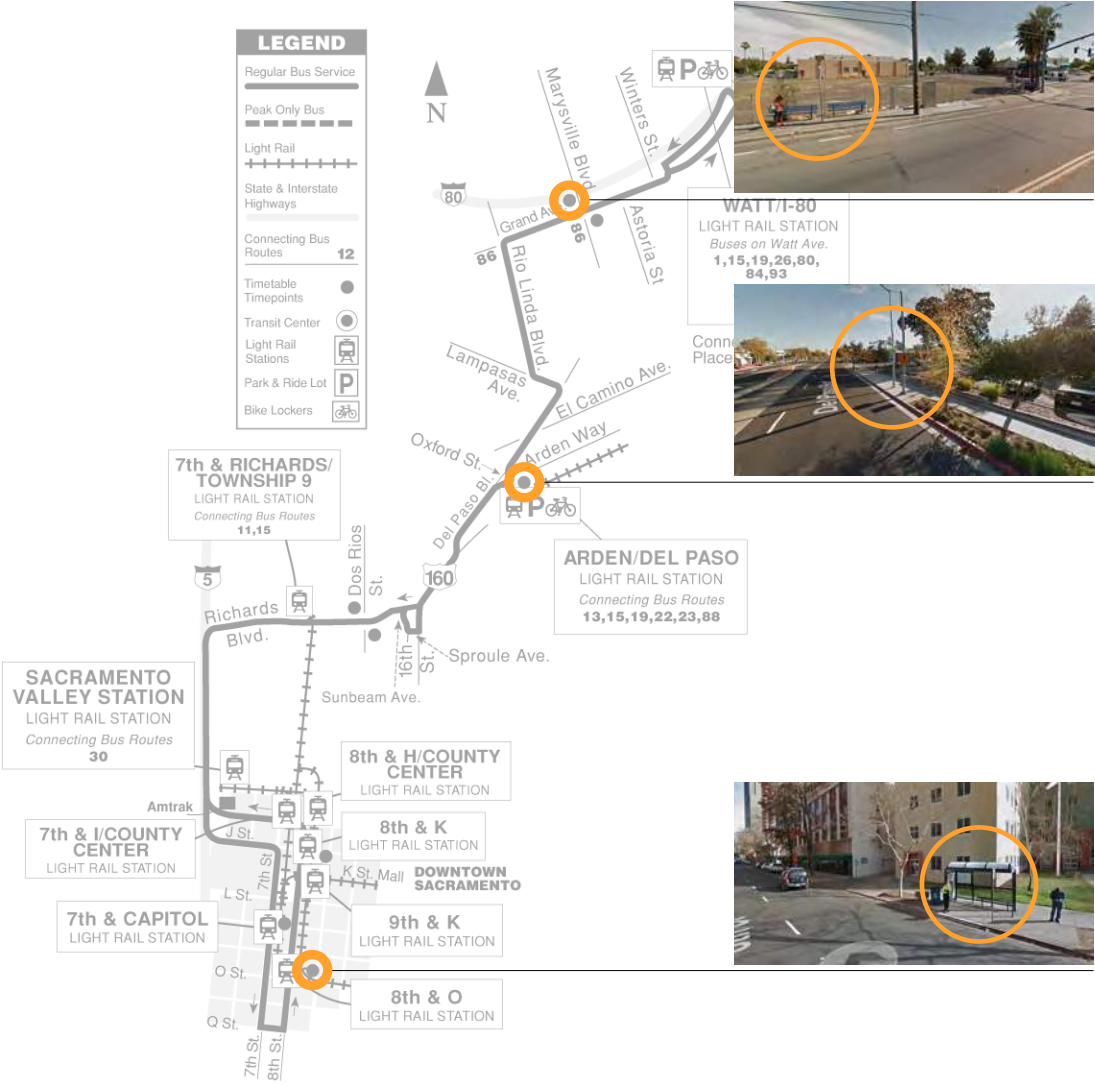 LEGEND
Regular Bus Service
Peak Only Bus
Light Rail
State & Interstate
Highways
Connecting Bus
Routes 12
Timetable
Timepoints
Transit Center
Light Rail
Stations
Park & Ride Lot P
Bike Lockers
N
Marysville Blvd.
Winters St.
P
80
Grand Ave.
86
86
Astoria St
WATT/I-80
LIGHT RAIL STATION
Buses on Watt Ave.
1,15,19,26,80,
84,93
Rio Linda Blvd.
Conne
Place
Lampasas
Ave.
El Camino Ave.
Arden Way
Oxford St.
Del Paso Bl.
P
7th & RICHARDS/
TOWNSHIP 9
LIGHT RAIL STATION
Connecting Bus Routes
11,15
ARDEN/DEL PASO
LIGHT RAIL STATION
Connecting Bus Routes
13,15,19,22,23,88
5
160
Dos Rios
St.
Richards
Blvd.
16th
St.
Sproule Ave.
Sunbeam Ave.
SACRAMENTO
VALLEY STATION
LIGHT RAIL STATION
Connecting Bus Routes
30
8th & H/COUNTY
CENTER
LIGHT RAIL STATION
Amtrak
7th & I/COUNTY
CENTER
LIGHT RAIL STATION
J St.
8th & K
LIGHT RAIL STATION
7th St
K St. Mall
DOWNTOWN
SACRAMENTO
L St.
7th & CAPITOL
LIGHT RAIL STATION
9th & K
LIGHT RAIL STATION
O St.
8th & O
LIGHT RAIL STATION
Q St.
7th St.
8th St.